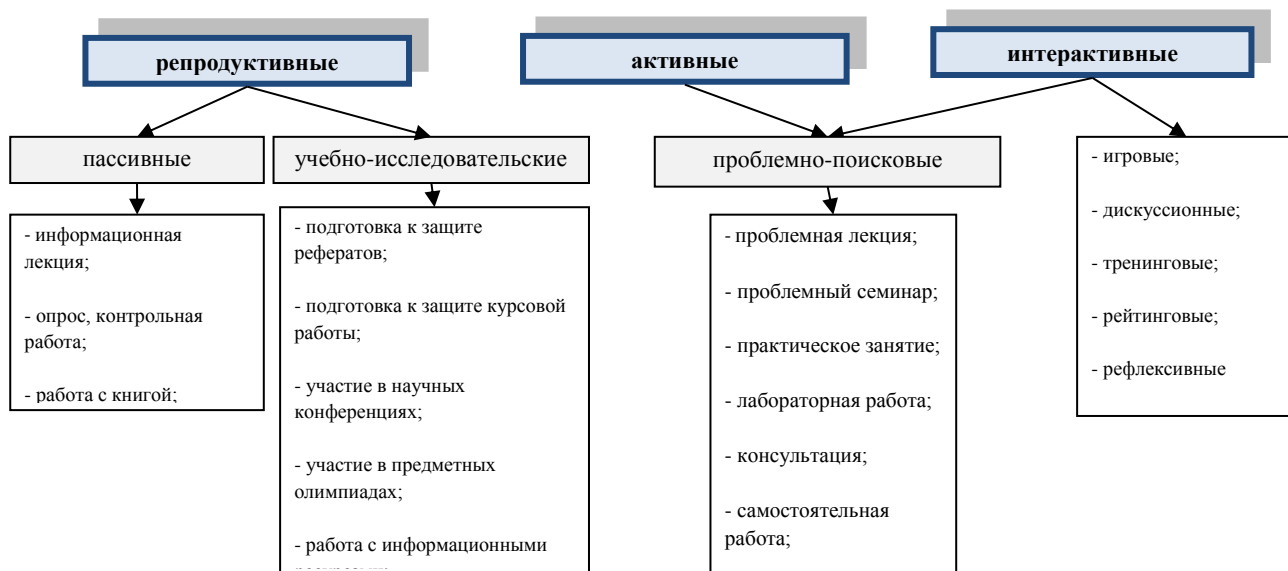 репродуктивные
активные
интерактивные
пассивные
учебно-исследовательские
проблемно-поисковые
- информационная
лекция;
- опрос, контрольная
работа;
- работа с книгой;
- подготовка к защите
рефератов;
- подготовка к защите курсовой
работы;
- участие в научных
конференциях;
- участие в предметных
олимпиадах;
- работа с информационными
- проблемная лекция;
- проблемный семинар;
- практическое занятие;
- лабораторная работа;
- консультация;
- самостоятельная
работа;
- игровые;
- дискуссионные;
- тренинговые;
- рейтинговые;
- рефлексивные